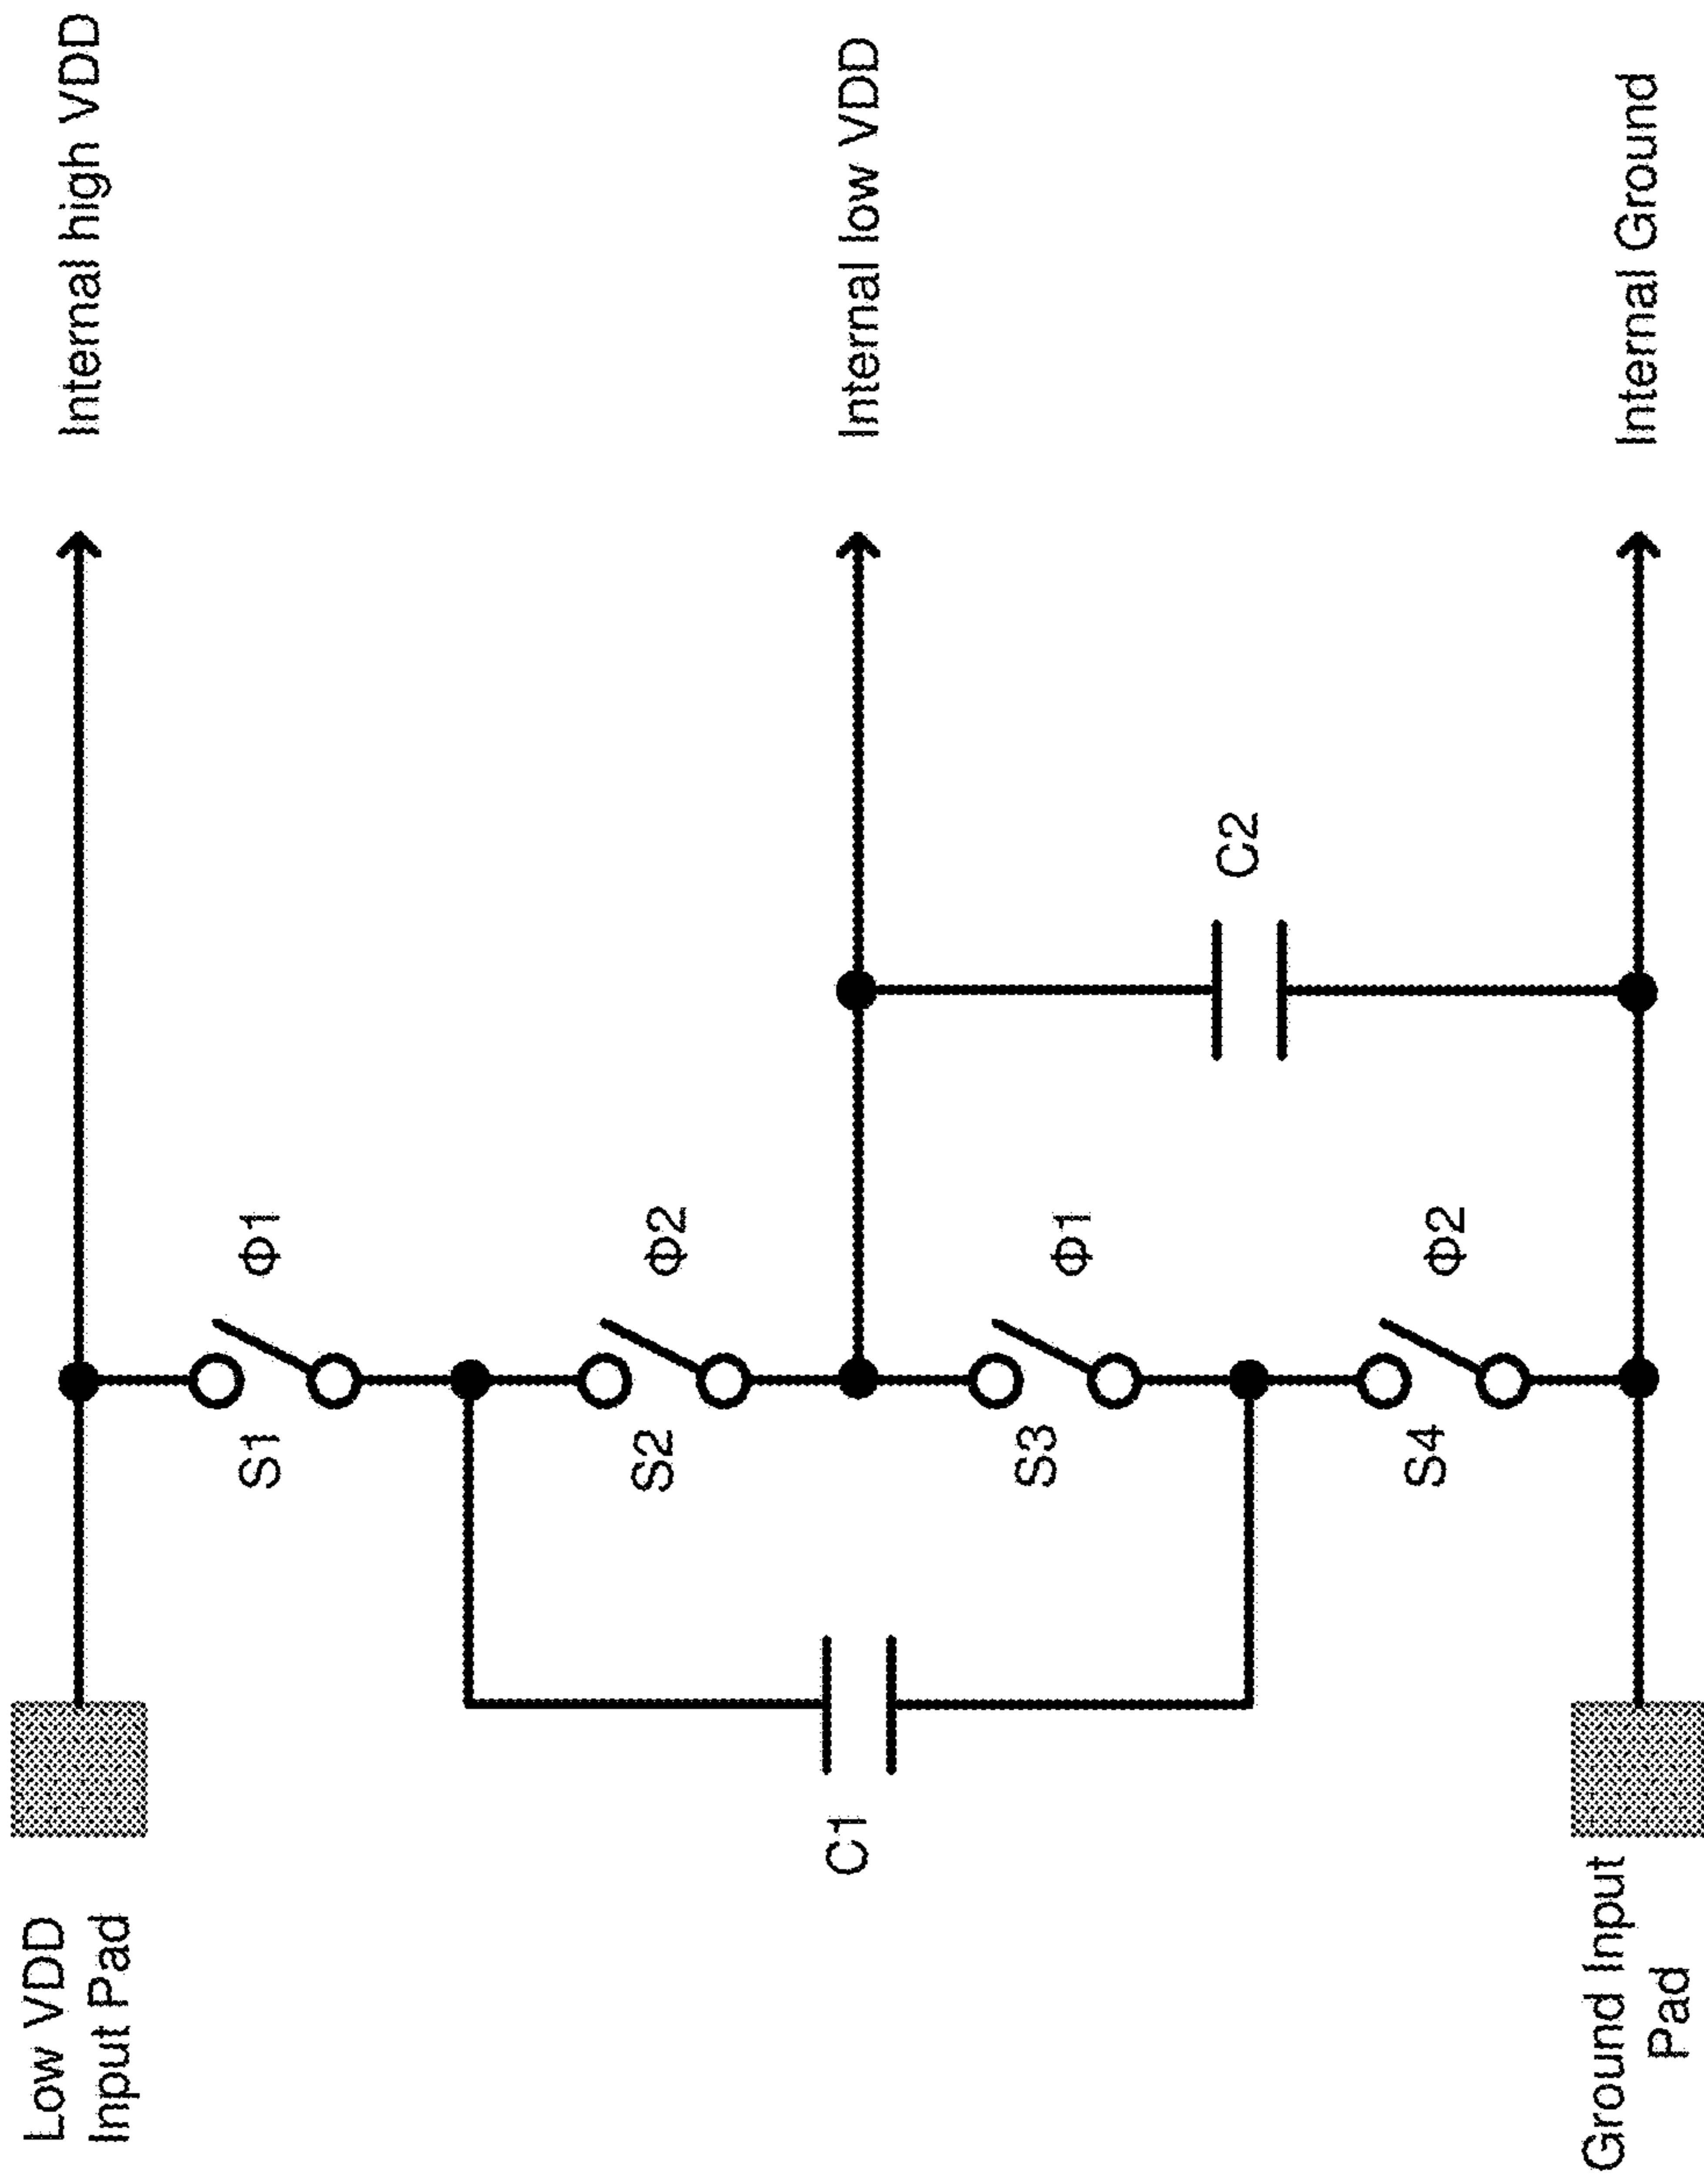 Low VDD
Input Pad
Internal high VDD
S1
Φ1
S2
Φ2
Internal low VDD
C1
S3
Φ1
C2
S4
Φ2
Ground Input
Pad
Internal Ground